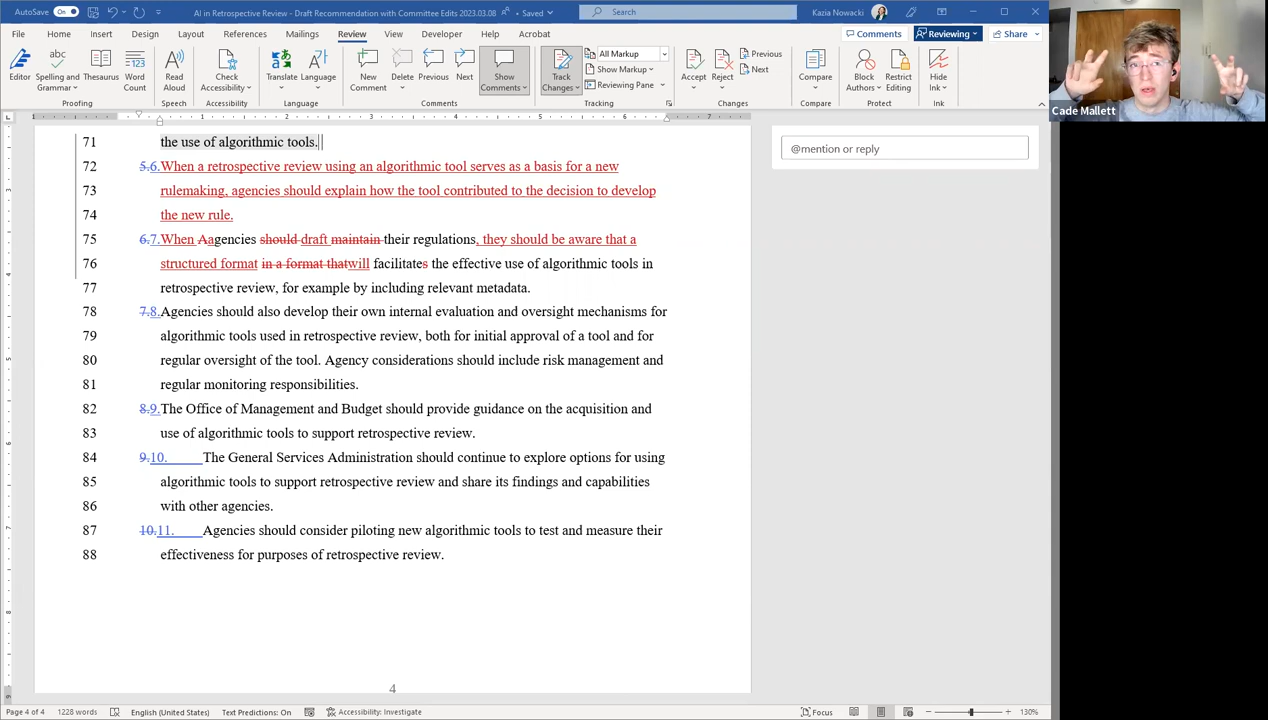 AutoSave On AI in Retrospective Review - Draft Recommendation with Committee Edits 2023.03.08 • Saved Search Kazia Nowacki
File Home Insert Draw Design Layout References Mailings Review View Developer Help Acrobat Comments Reviewing Share
Editor Spelling and Grammar Thesaurus Word Count Read Aloud Check Accessibility Translate Language New Comment Delete Previous Next Show Comments Track Changes All Markup Show Markup Reviewing Pane Accept Reject Previous Next Compare Block Authors Restrict Editing Hide Ink
Proofing Speech Accessibility Language Comments Tracking Changes Compare Protect Ink
Cade Mallett
1 2 3 4 5 6 7
71 the use of algorithmic tools.
@mention or reply
72 5.6.When a retrospective review using an algorithmic tool serves as a basis for a new
73 rulemaking, agencies should explain how the tool contributed to the decision to develop
74 the new rule.
75 6.7.When Aagencies should draft maintain their regulations, they should be aware that a
76 structured format in a format thatwill facilitates the effective use of algorithmic tools in
77 retrospective review, for example by including relevant metadata.
78 7.8.Agencies should also develop their own internal evaluation and oversight mechanisms for
79 algorithmic tools used in retrospective review, both for initial approval of a tool and for
80 regular oversight of the tool. Agency considerations should include risk management and
81 regular monitoring responsibilities.
82 8.9.The Office of Management and Budget should provide guidance on the acquisition and
83 use of algorithmic tools to support retrospective review.
84 9.10. The General Services Administration should continue to explore options for using
85 algorithmic tools to support retrospective review and share its findings and capabilities
86 with other agencies.
87 10.11. Agencies should consider piloting new algorithmic tools to test and measure their
88 effectiveness for purposes of retrospective review.
4
Page 4 of 4 1228 words English (United States) Text Predictions: On Accessibility: Investigate Focus 130%